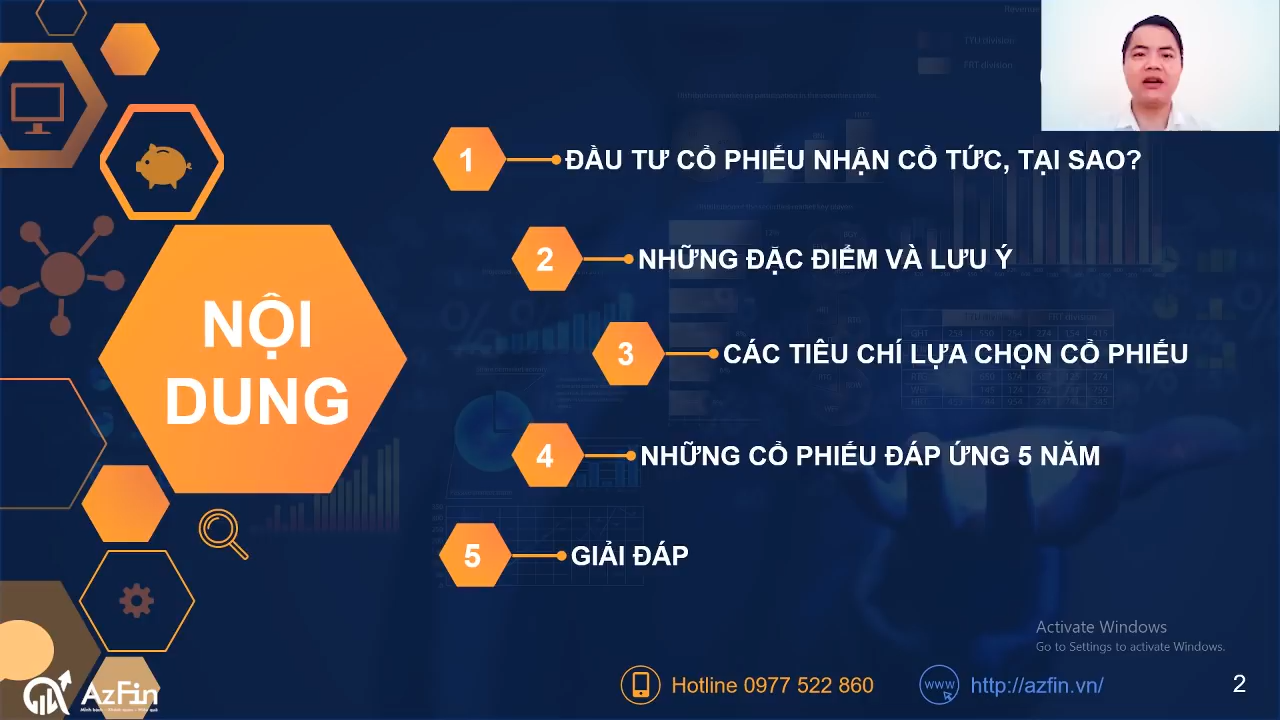 NỘI
DUNG
1
ĐẦU TƯ CỔ PHIẾU NHẬN CỔ TỨC, TẠI SAO?
2
NHỮNG ĐẶC ĐIỂM VÀ LƯU Ý
3
CÁC TIÊU CHÍ LỰA CHỌN CỔ PHIẾU
4
NHỮNG CỔ PHIẾU ĐÁP ỨNG 5 NĂM
5
GIẢI ĐÁP
Activate Windows
Go to Settings to activate Windows.
AzFin
Hotline 0977 522 860
www
http://azfin.vn/
2